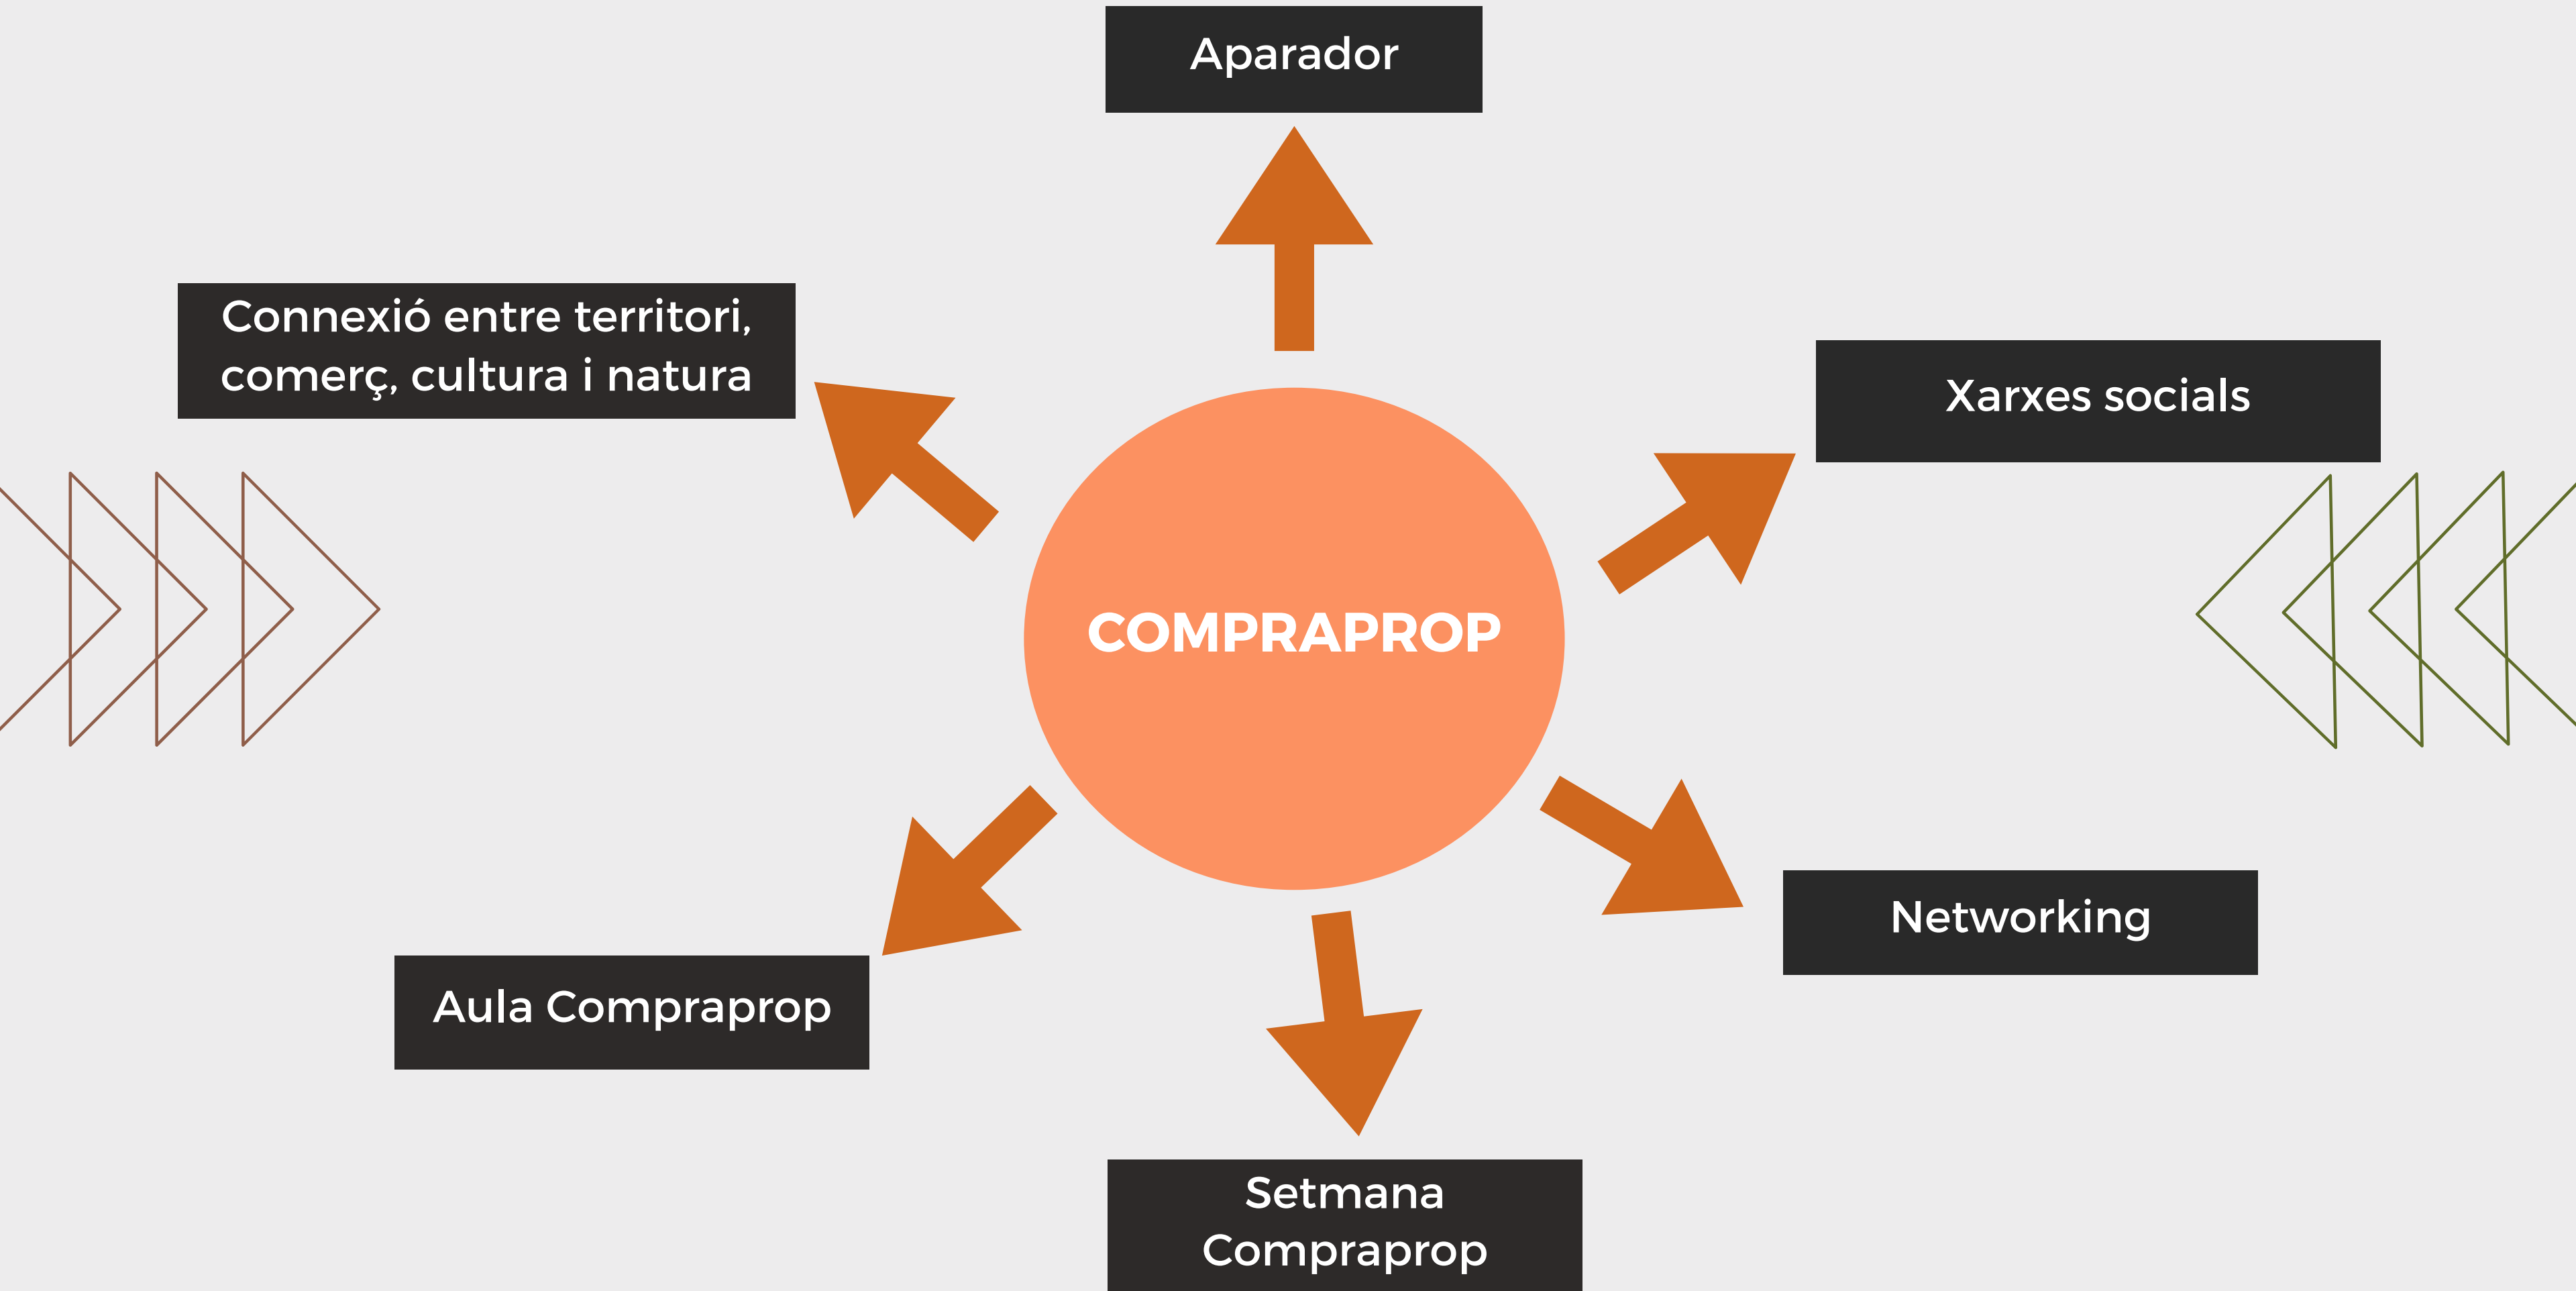 Aparador
Connexió entre territori,
comerç, cultura i natura
Xarxes socials
COMPRAPROP
Networking
Aula Compraprop
Setmana
Compraprop